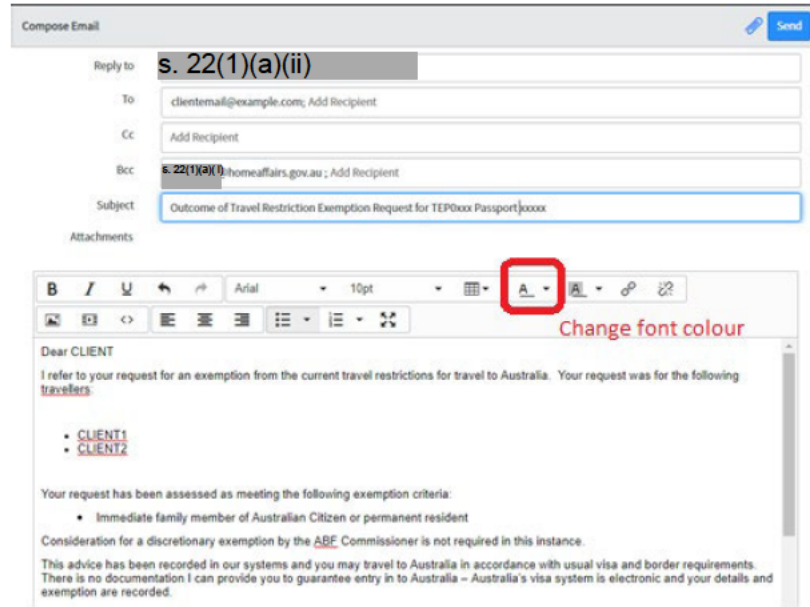 Compose Email
Send
Reply to
s. 22(1)(a)(ii)
To
clientemail@example.com; Add Recipient
Cc
Add Recipient
Bcc
s. 22(1)(a)( i) @homeaffairs.gov.au ; Add Recipient
Subject
Outcome of Travel Restriction Exemption Request for TEP0xxx Passport xxxxx
Attachments
B I U Arial 10pt A A
Change font colour
Dear CLIENT
I refer to your request for an exemption from the current travel restrictions for travel to Australia. Your request was for the following
travellers:
• CLIENT1
• CLIENT2
Your request has been assessed as meeting the following exemption criteria:
• Immediate family member of Australian Citizen or permanent resident
Consideration for a discretionary exemption by the ABF Commissioner is not required in this instance.
This advice has been recorded in our systems and you may travel to Australia in accordance with usual visa and border requirements.
There is no documentation I can provide you to guarantee entry in to Australia – Australia's visa system is electronic and your details and
exemption are recorded.